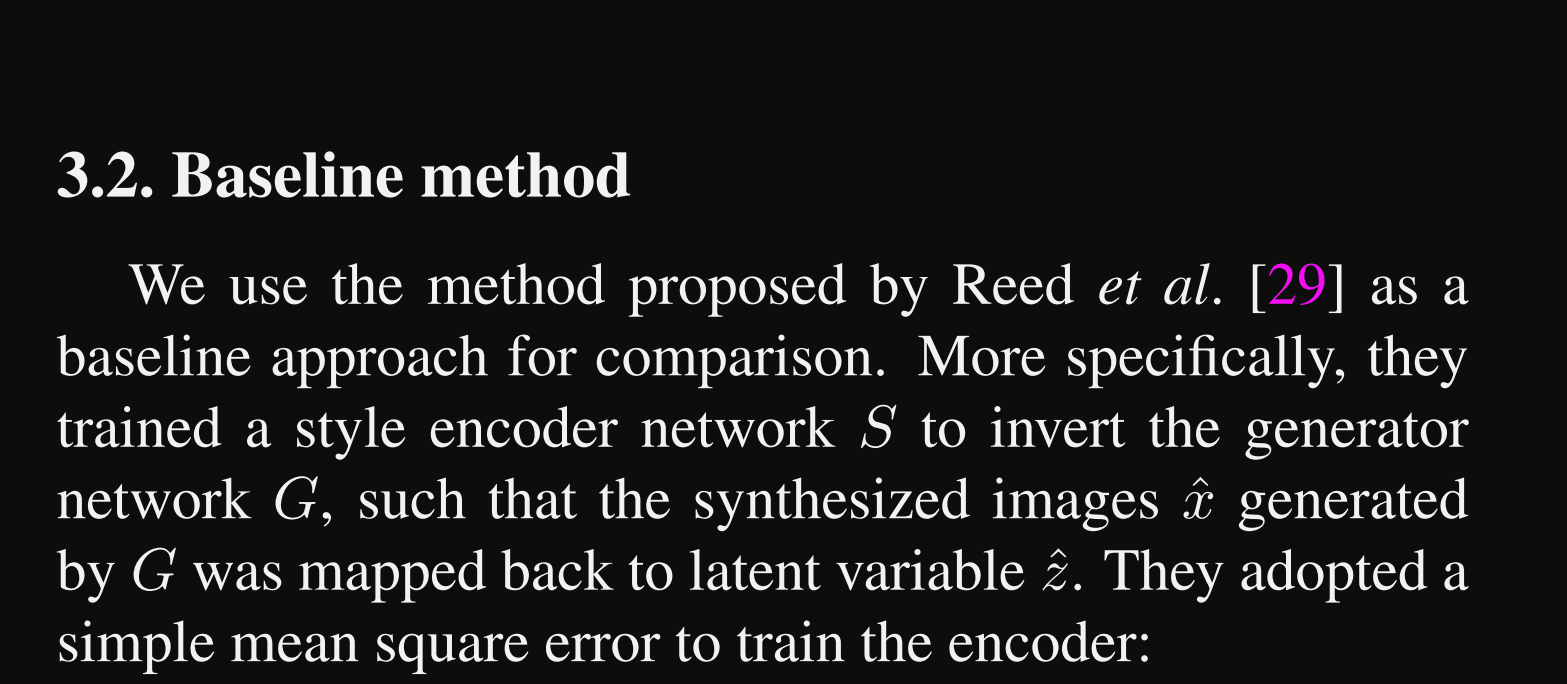 3.2. Baseline method
We use the method proposed by Reed et al. [29] as a
baseline approach for comparison. More specifically, they
trained a style encoder network S to invert the generator
network G, such that the synthesized images x̂ generated
by G was mapped back to latent variable ẑ. They adopted a
simple mean square error to train the encoder: